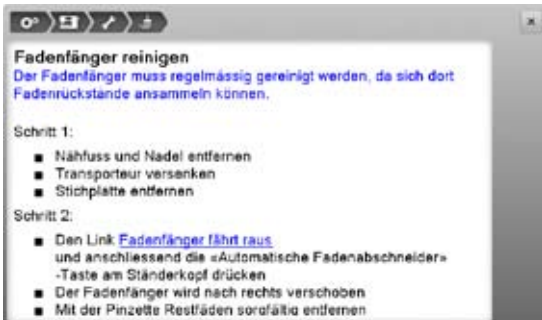 Fadenfänger reinigen
Der Fadenfänger muss regelmässig gereinigt werden, da sich dort
Fadenrückstände ansammeln können.
Schritt 1:
■ Nähfuss und Nadel entfernen
■ Transporteur versenken
■ Stichplatte entfernen
Schritt 2:
■ Den Link Fadenfänger fährt raus
und anschliessend die «Automatische Fadenabschneider»
-Taste am Ständerkopf drücken
■ Der Fadenfänger wird nach rechts verschoben
■ Mit der Pinzette Restfäden sorgfältig entfernen